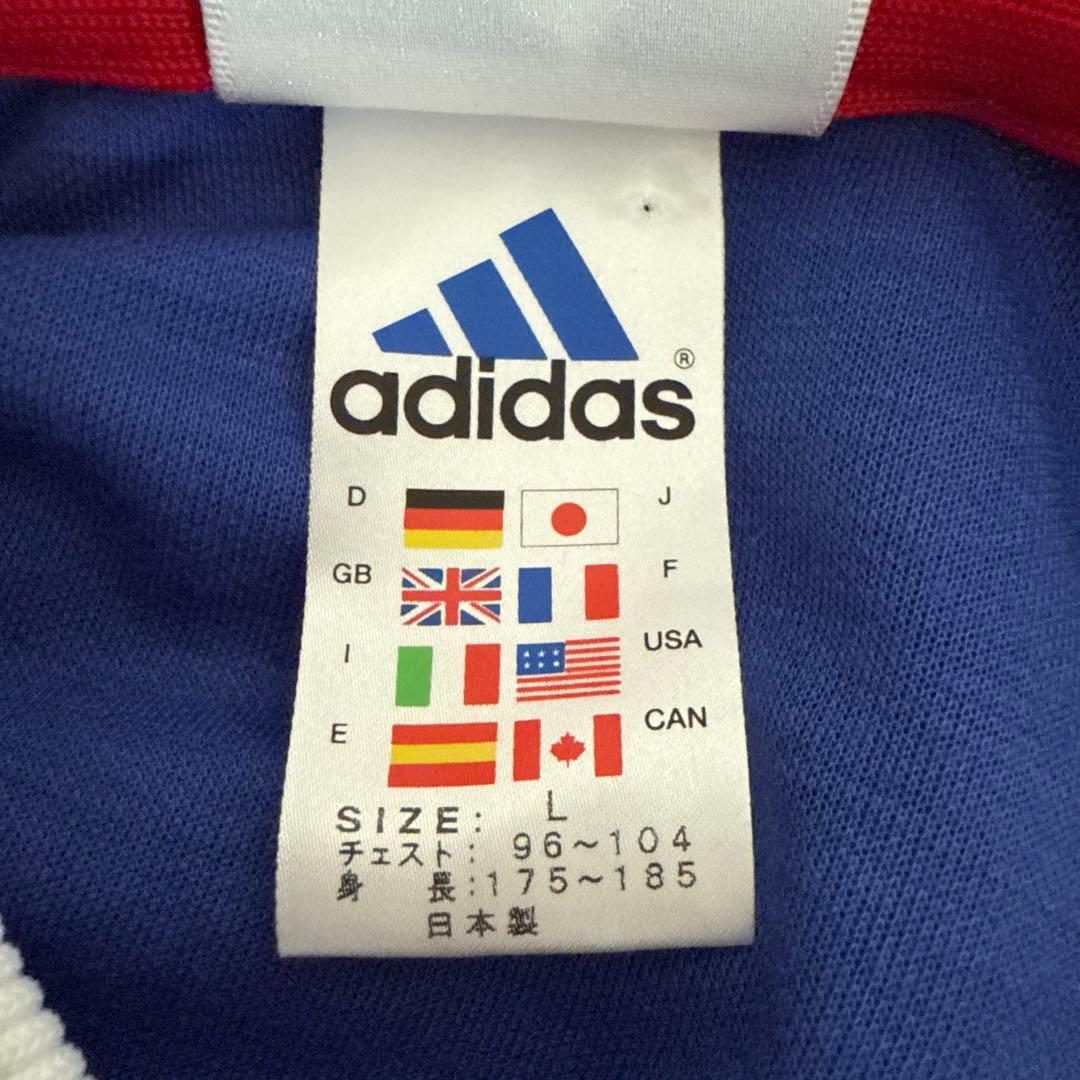 adidas®
D J
GB F
I USA
E CAN
SIZE: L
チェスト: 96~104
身 長:175~185
日本製